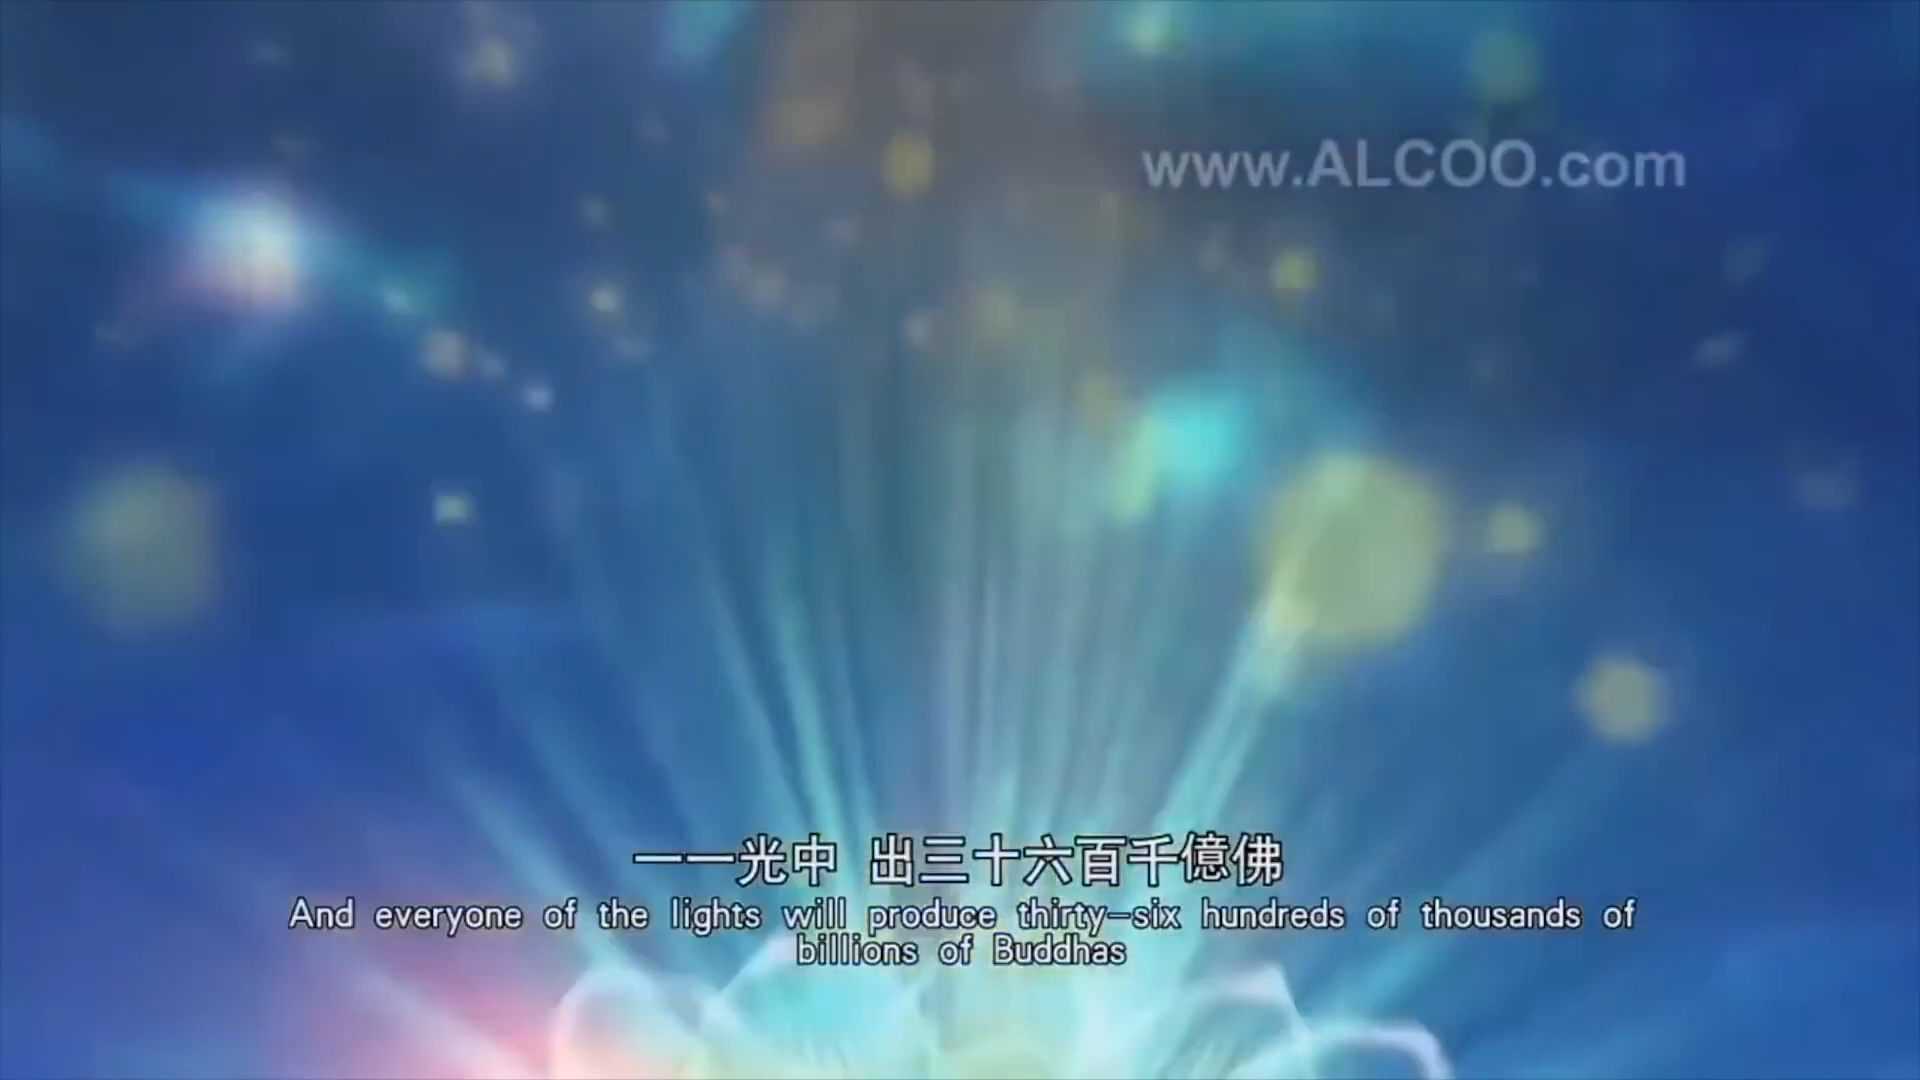 www.ALCOO.com
一一光中 出三十六百千億佛
And everyone of the lights will produce thirty-six hundreds of thousands of
billions of Buddhas